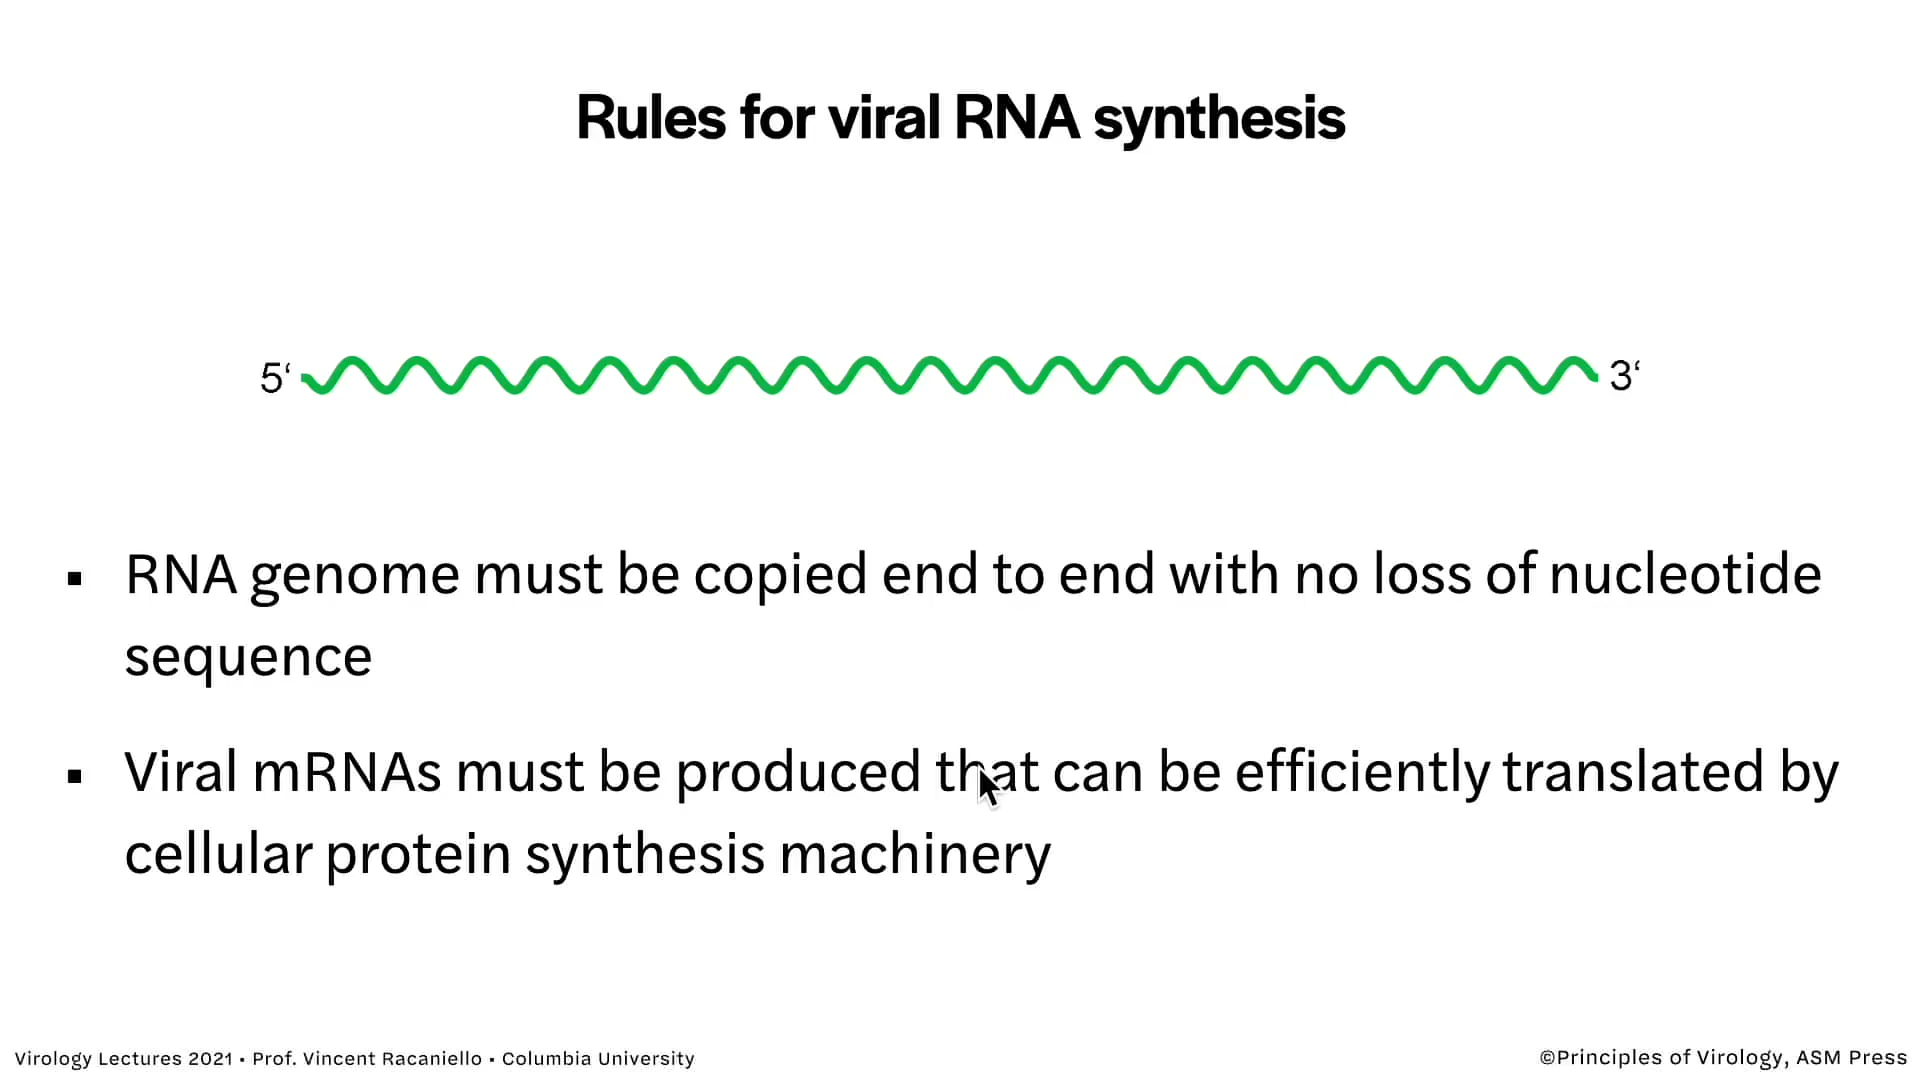 Rules for viral RNA synthesis
5‘ 3‘
▪ RNA genome must be copied end to end with no loss of nucleotide
sequence
▪ Viral mRNAs must be produced that can be efficiently translated by
cellular protein synthesis machinery
Virology Lectures 2021 • Prof. Vincent Racaniello • Columbia University
©Principles of Virology, ASM Press